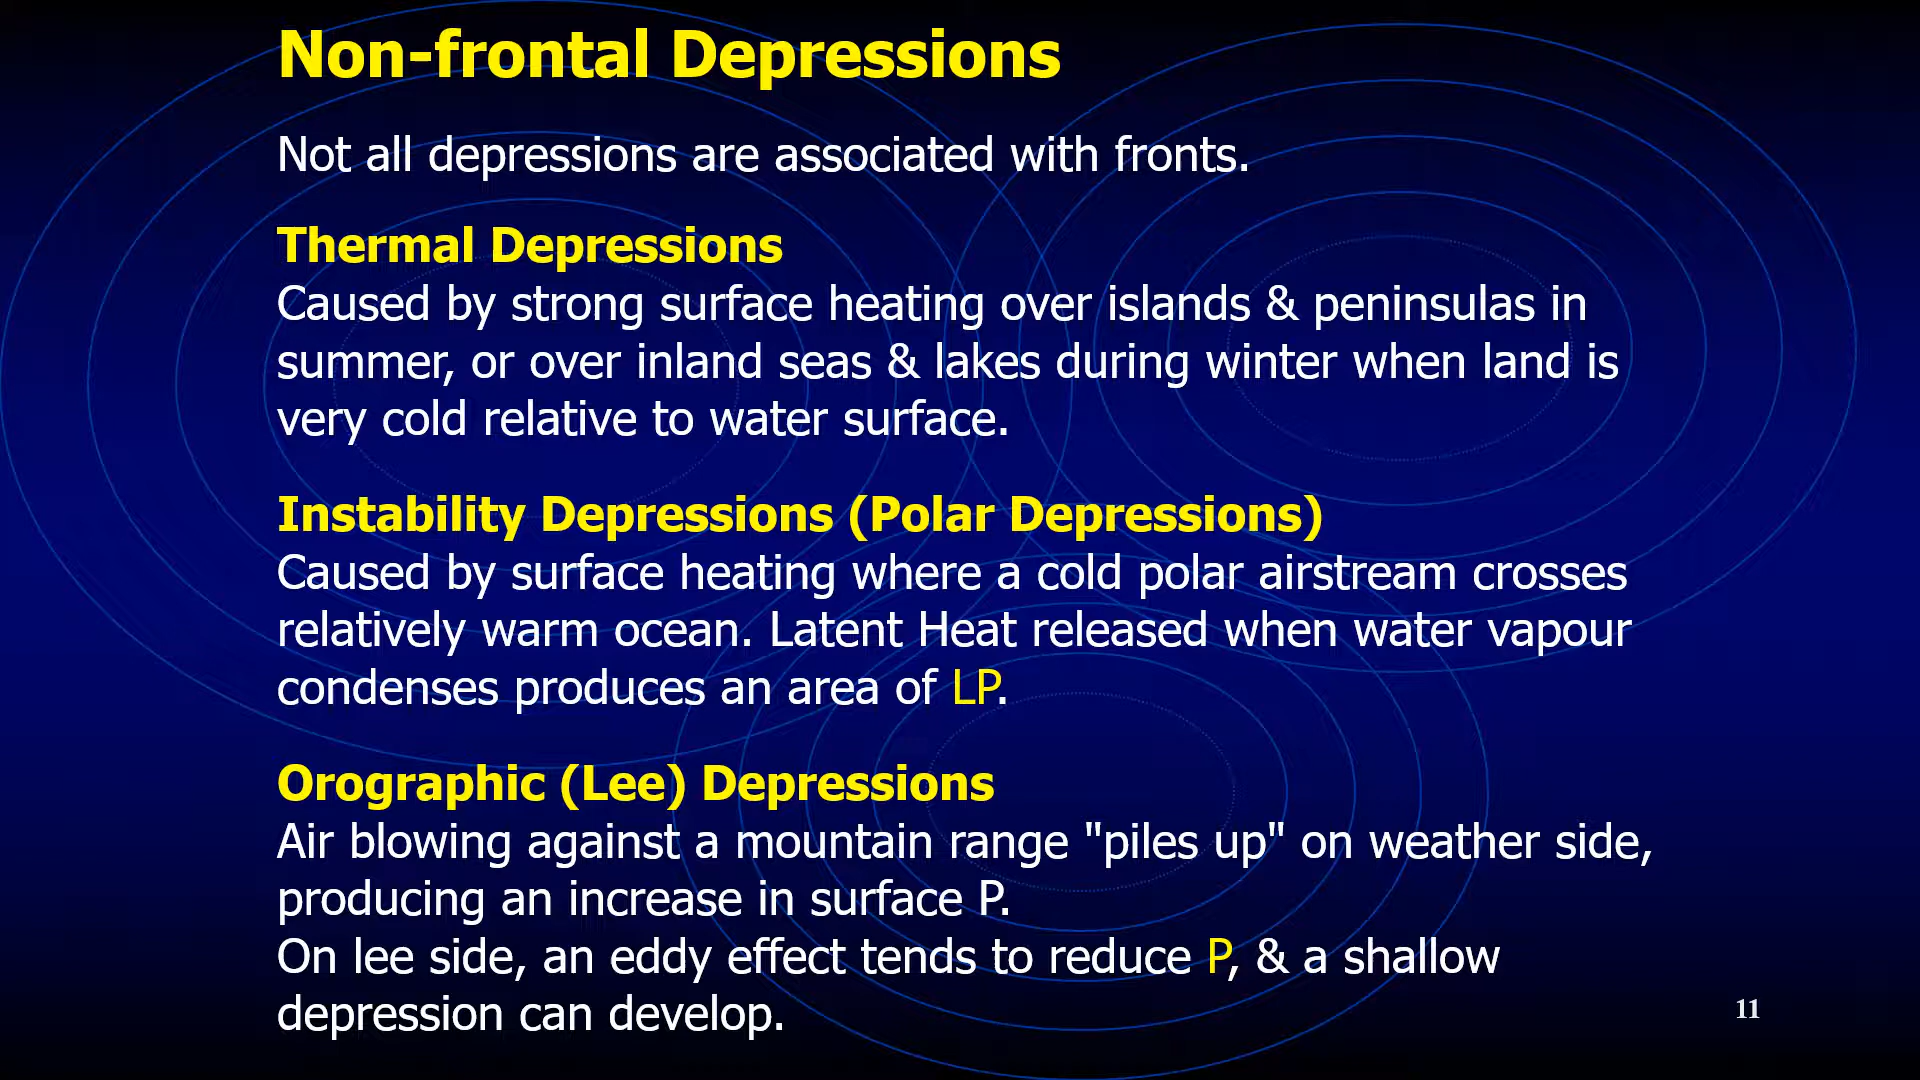 Non-frontal Depressions
Not all depressions are associated with fronts.
Thermal Depressions
Caused by strong surface heating over islands & peninsulas in
summer, or over inland seas & lakes during winter when land is
very cold relative to water surface.
Instability Depressions (Polar Depressions)
Caused by surface heating where a cold polar airstream crosses
relatively warm ocean. Latent Heat released when water vapour
condenses produces an area of LP.
Orographic (Lee) Depressions
Air blowing against a mountain range "piles up" on weather side,
producing an increase in surface P.
On lee side, an eddy effect tends to reduce P, & a shallow
depression can develop.
11